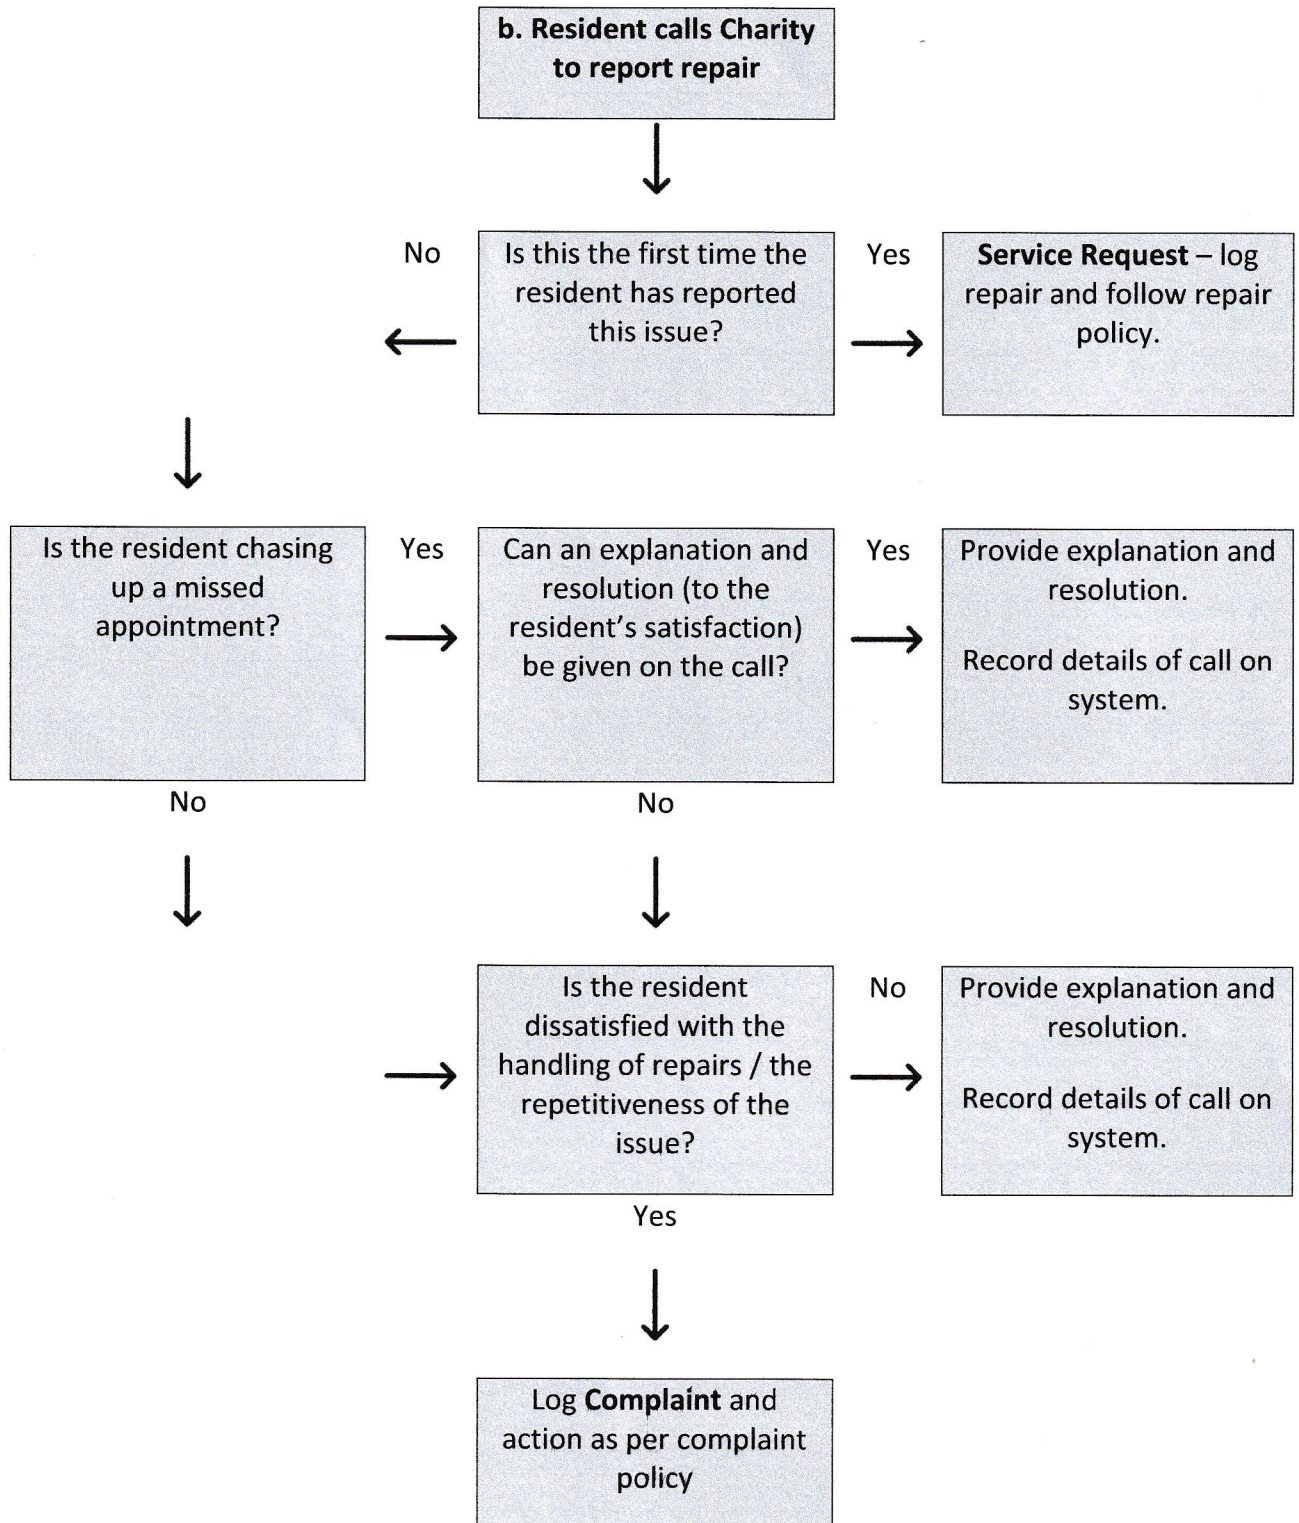 b. Resident calls Charity
to report repair
No
Is this the first time the
resident has reported
this issue?
Yes
Service Request – log
repair and follow repair
policy.
Is the resident chasing
up a missed
appointment?
Yes
Can an explanation and
resolution (to the
resident's satisfaction)
be given on the call?
Yes
Provide explanation and
resolution.
Record details of call on
system.
No
No
Is the resident
dissatisfied with the
handling of repairs / the
repetitiveness of the
issue?
No
Provide explanation and
resolution.
Record details of call on
system.
Yes
Log Complaint and
action as per complaint
policy